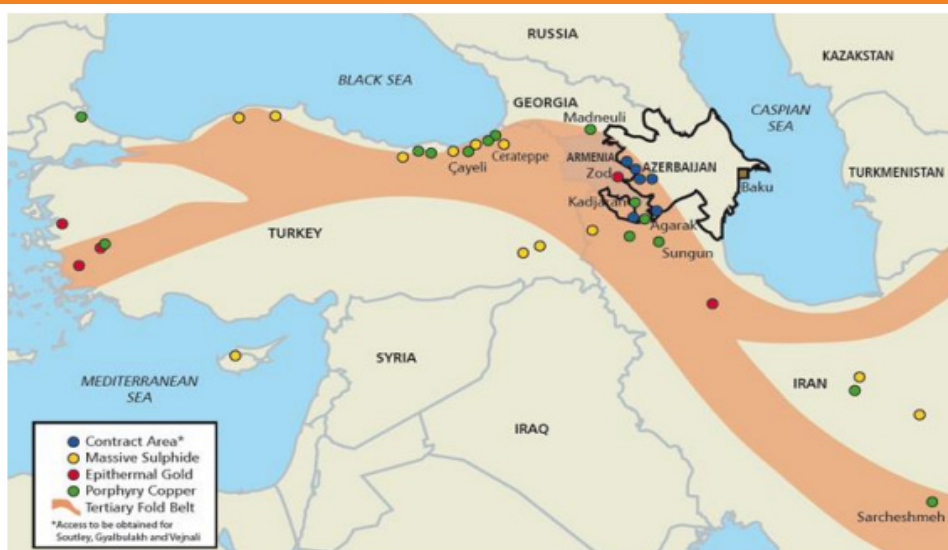 RUSSIA
KAZAKSTAN
BLACK SEA
GEORGIA
CASPIAN
SEA
Madneuli
ARMENIA
Cerateppe
Çayeli
Zod
AZERBAIJAN
TURKMENISTAN
Baku
Kadjaran
Agarak
TURKEY
Sungun
SYRIA
MEDITERRANEAN
SEA
IRAN
IRAQ
Contract Area*
Massive Sulphide
Epithermal Gold
Porphyry Copper
Tertiary Fold Belt
*Access to be obtained for
Soutley, Gyalbulakh and Vejnali
Sarcheshmeh